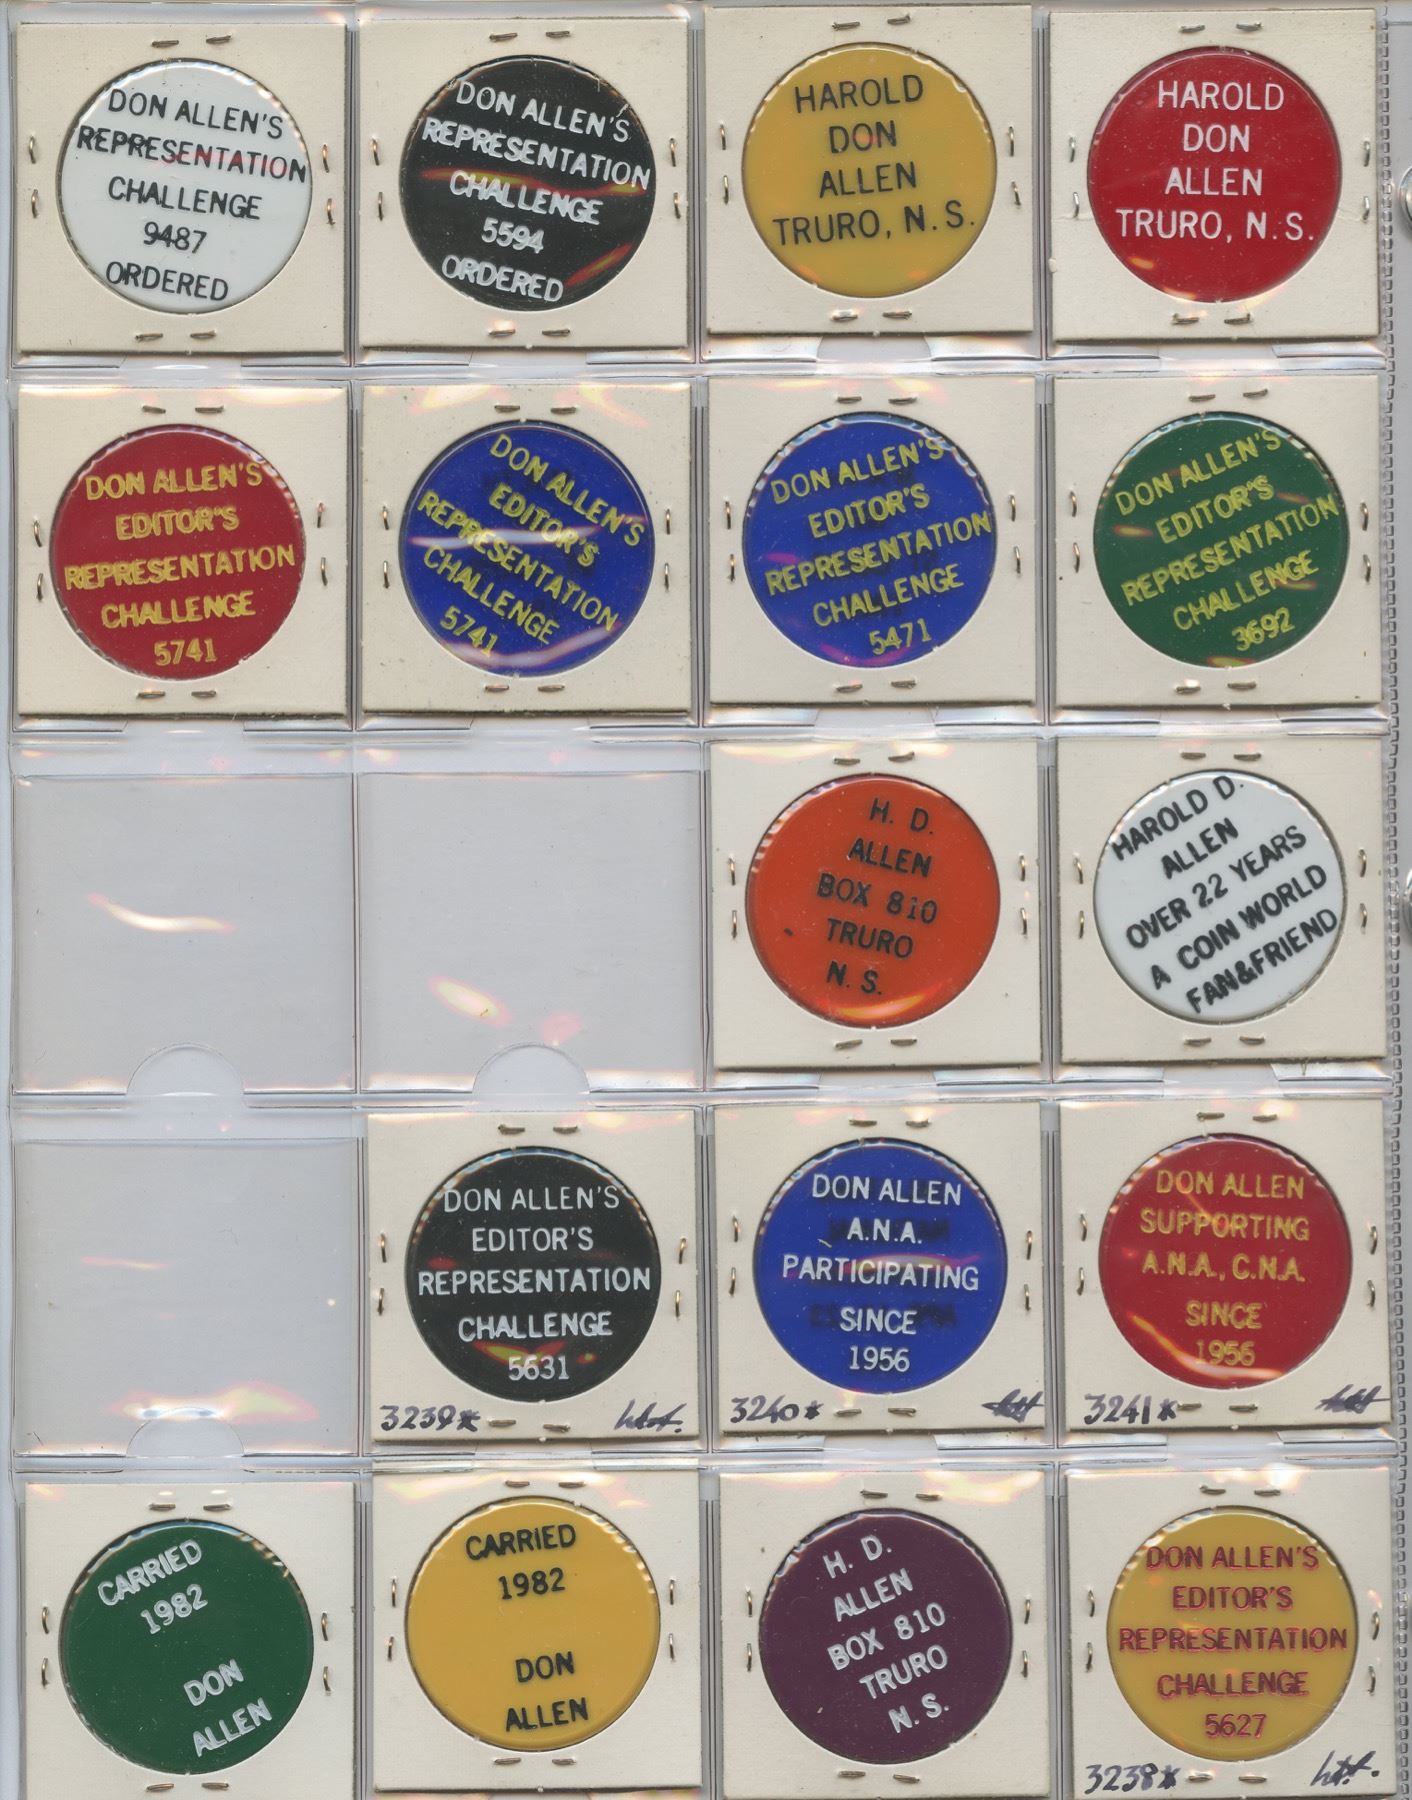 DON ALLEN'S
REPRESENTATION
CHALLENGE
9487
ORDERED
DON ALLEN'S
REPRESENTATION
CHALLENGE
5594
ORDERED
HAROLD
DON
ALLEN
TRURO, N. S.
HAROLD
DON
ALLEN
TRURO, N. S.
DON ALLEN'S
EDITOR'S
REPRESENTATION
CHALLENGE
5741
DON ALLEN'S
EDITOR'S
REPRESENTATION
CHALLENGE
5741
DON ALLEN'S
EDITOR'S
REPRESENTATION
CHALLENGE
5471
DON ALLEN'S
EDITOR'S
REPRESENTATION
CHALLENGE
3692
H. D.
ALLEN
BOX 810
TRURO
N. S.
HAROLD D.
ALLEN
OVER 22 YEARS
A COIN WORLD
FAN&FRIEND
DON ALLEN'S
EDITOR'S
REPRESENTATION
CHALLENGE
5631
3239*
DON ALLEN
A.N.A.
PARTICIPATING
SINCE
1956
3240*
DON ALLEN
SUPPORTING
A.N.A., C.N.A.
SINCE
1956
3241*
CARRIED
1982
DON
ALLEN
CARRIED
1982
DON
ALLEN
H. D.
ALLEN
BOX 810
TRURO
N. S.
DON ALLEN'S
EDITOR'S
REPRESENTATION
CHALLENGE
5627
3238*